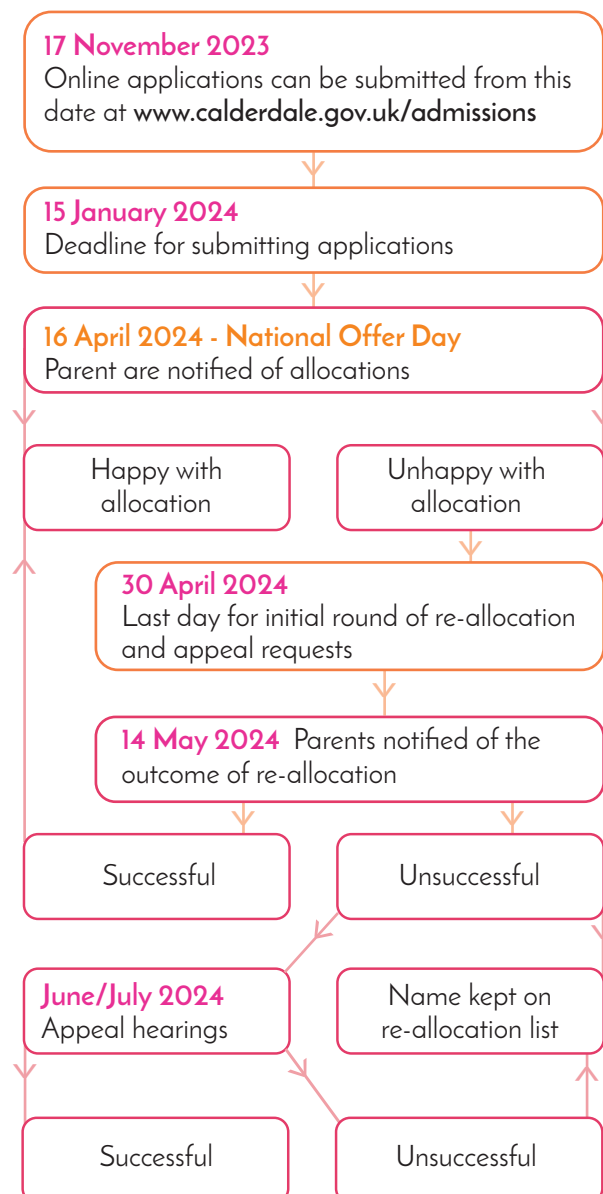 17 November 2023
Online applications can be submitted from this
date at www.calderdale.gov.uk/admissions
15 January 2024
Deadline for submitting applications
16 April 2024 - National Offer Day
Parent are notified of allocations
Happy with
allocation
Unhappy with
allocation
30 April 2024
Last day for initial round of re-allocation
and appeal requests
14 May 2024 Parents notified of the
outcome of re-allocation
Successful
Unsuccessful
June/July 2024
Appeal hearings
Name kept on
re-allocation list
Successful
Unsuccessful